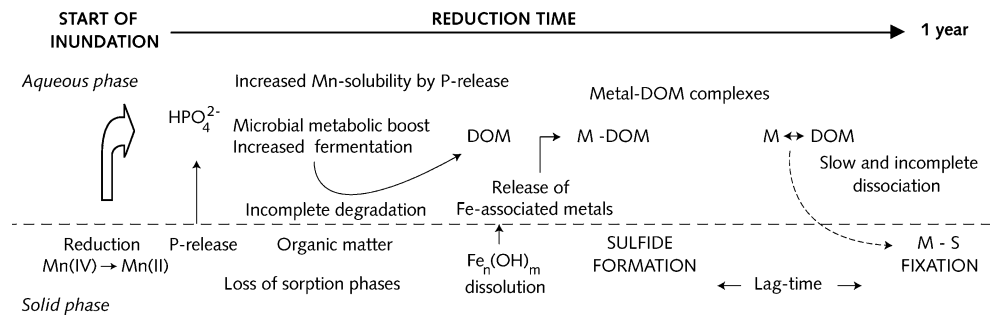 START OF
INUNDATION
REDUCTION TIME
1 year
Aqueous phase
Increased Mn-solubility by P-release
Metal-DOM complexes
HPO₄²⁻
Microbial metabolic boost
Increased fermentation
DOM
M -DOM
M ↔ DOM
Slow and incomplete
dissociation
Release of
Fe-associated metals
Incomplete degradation
Reduction
Mn(IV) → Mn(II)
P-release
Organic matter
Loss of sorption phases
Feₙ(OH)ₘ
dissolution
SULFIDE
FORMATION
← Lag-time →
M - S
FIXATION
Solid phase